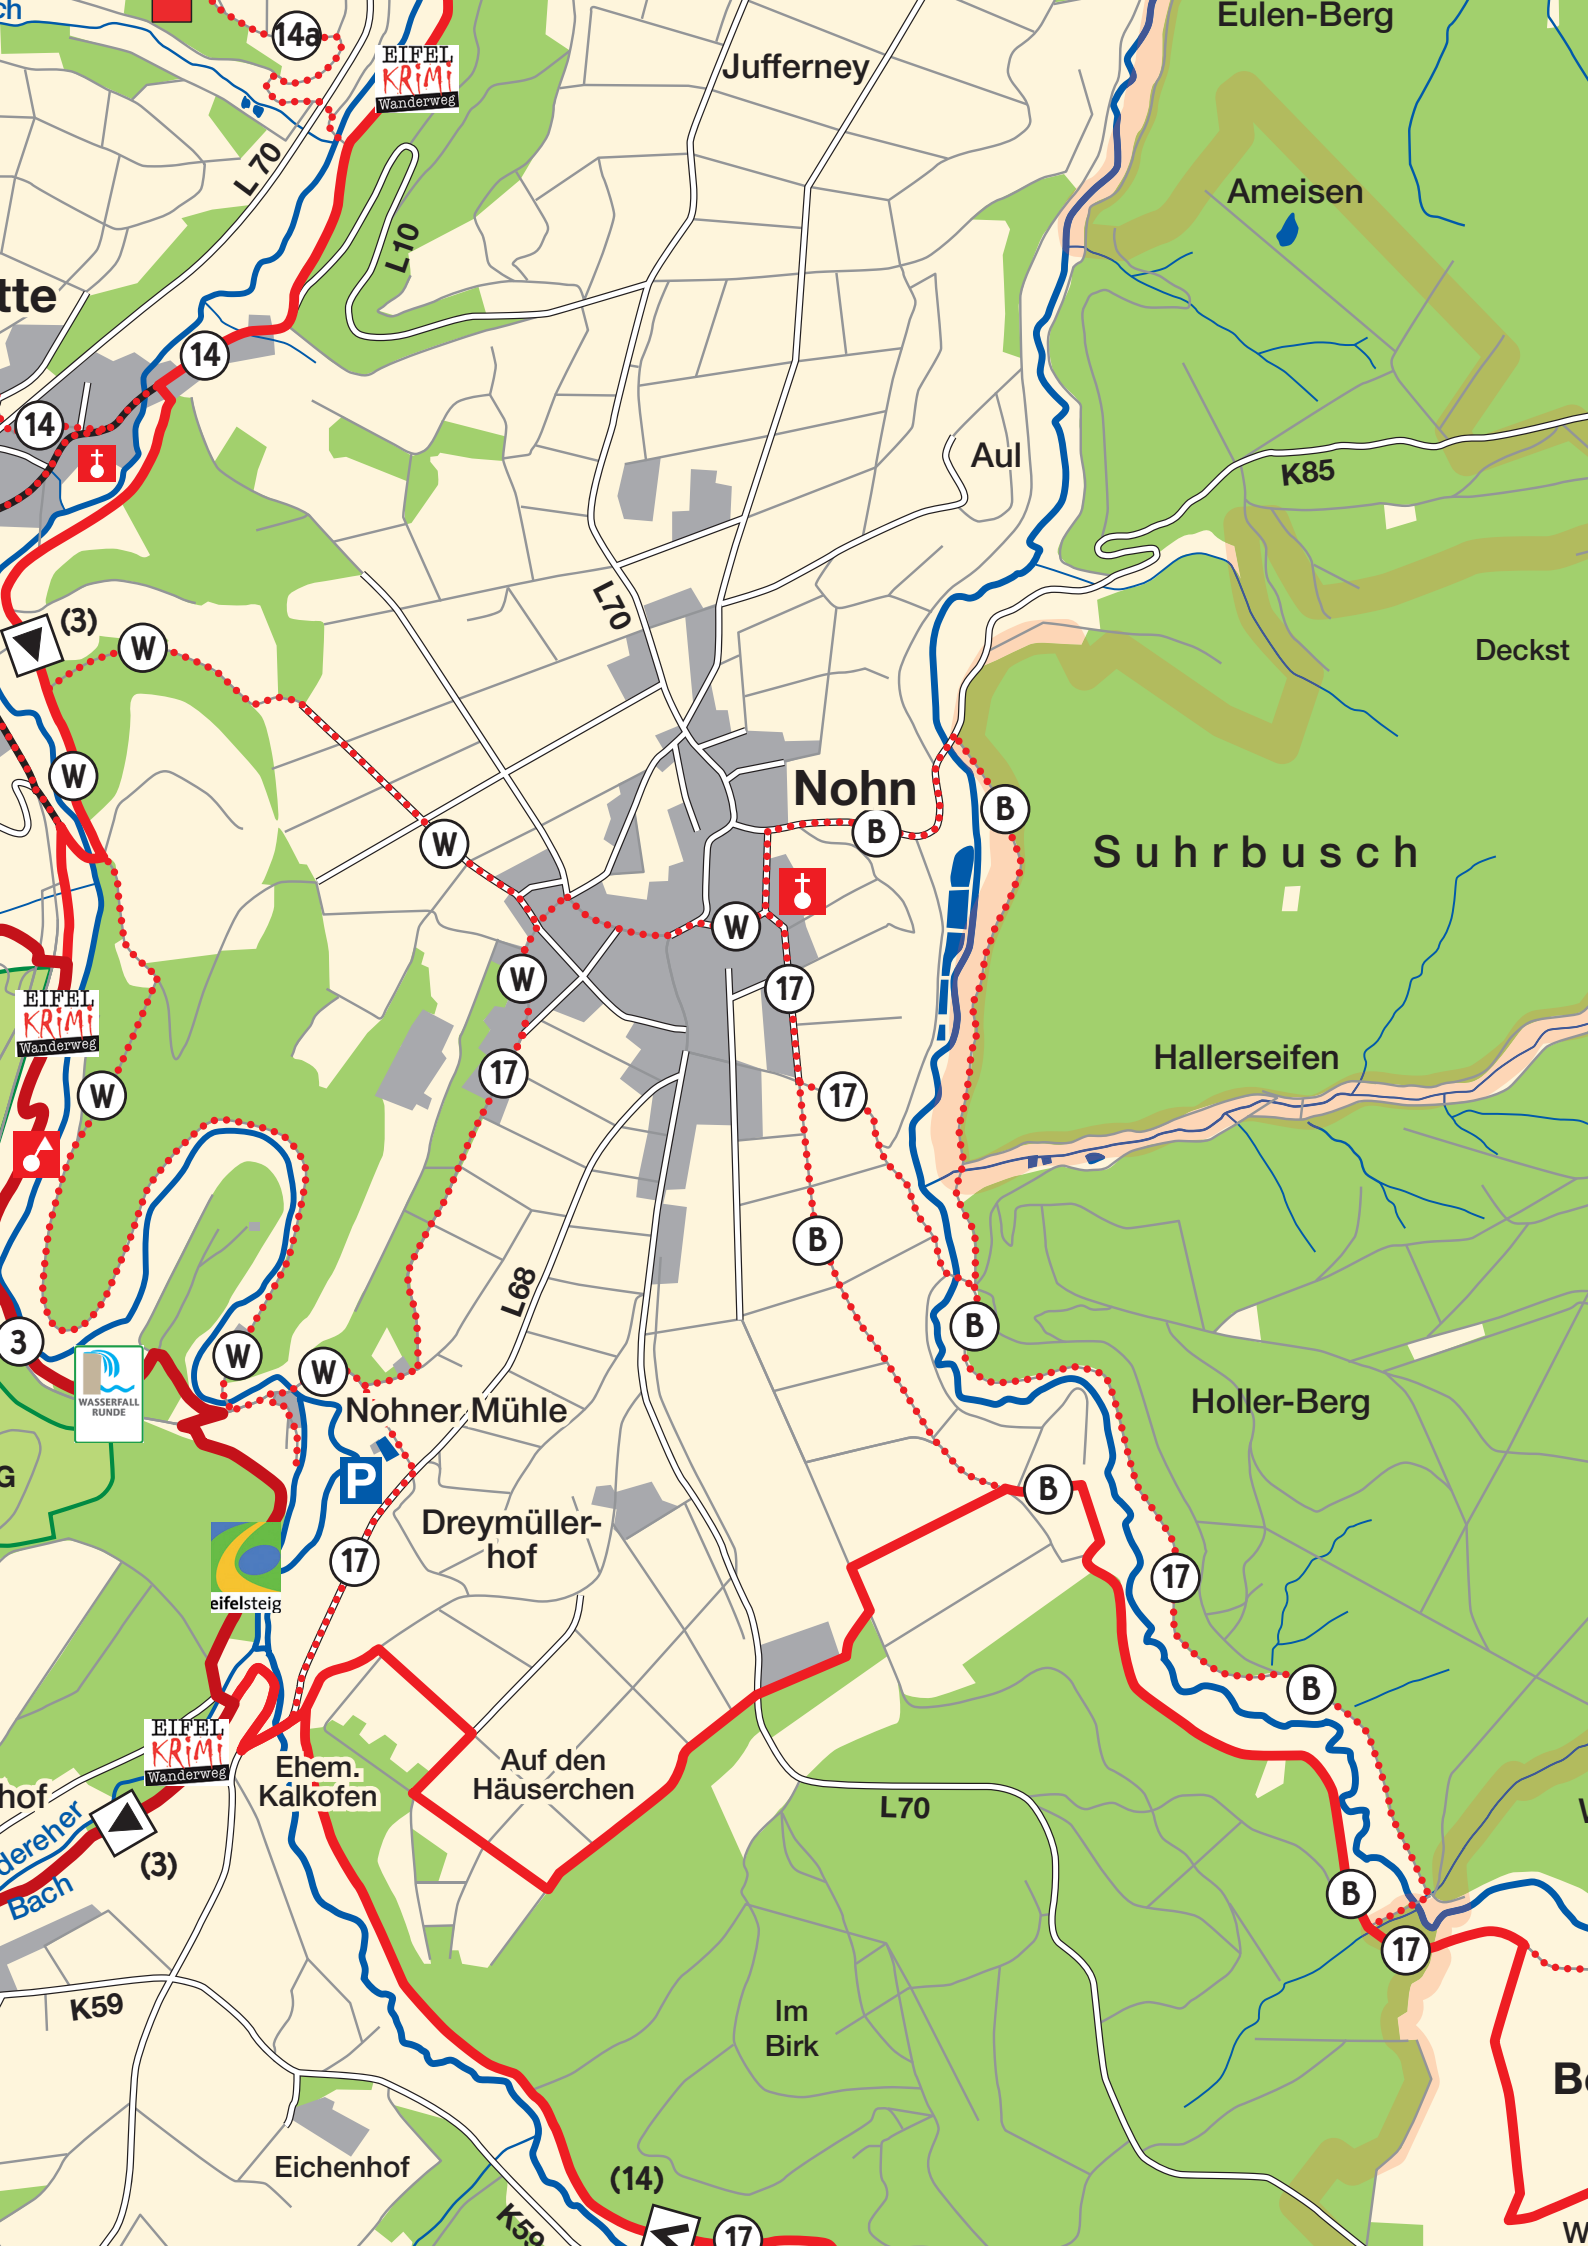 ch
Eulen-Berg
14a
EIFEL
KRiMi
Wanderweg
Jufferney
L 70
Ameisen
L10
tte
14
14
Aul
K85
L70
(3)
W
Deckst
W
Nohn
B
B
W
Suhrbusch
W
W
17
EIFEL
KRiMi
Wanderweg
Hallerseifen
17
W
17
B
L68
B
3
W
W
WASSERFALL
RUNDE
Nohner Mühle
Holler-Berg
G
P
B
Dreymüller-
hof
17
17
eifelsteig
B
EIFEL
KRiMi
Wanderweg
Auf den
Häuserchen
Ehem.
Kalkofen
hof
L70
dereher
Bach
(3)
B
17
K59
Im
Birk
Eichenhof
(14)
K59
17